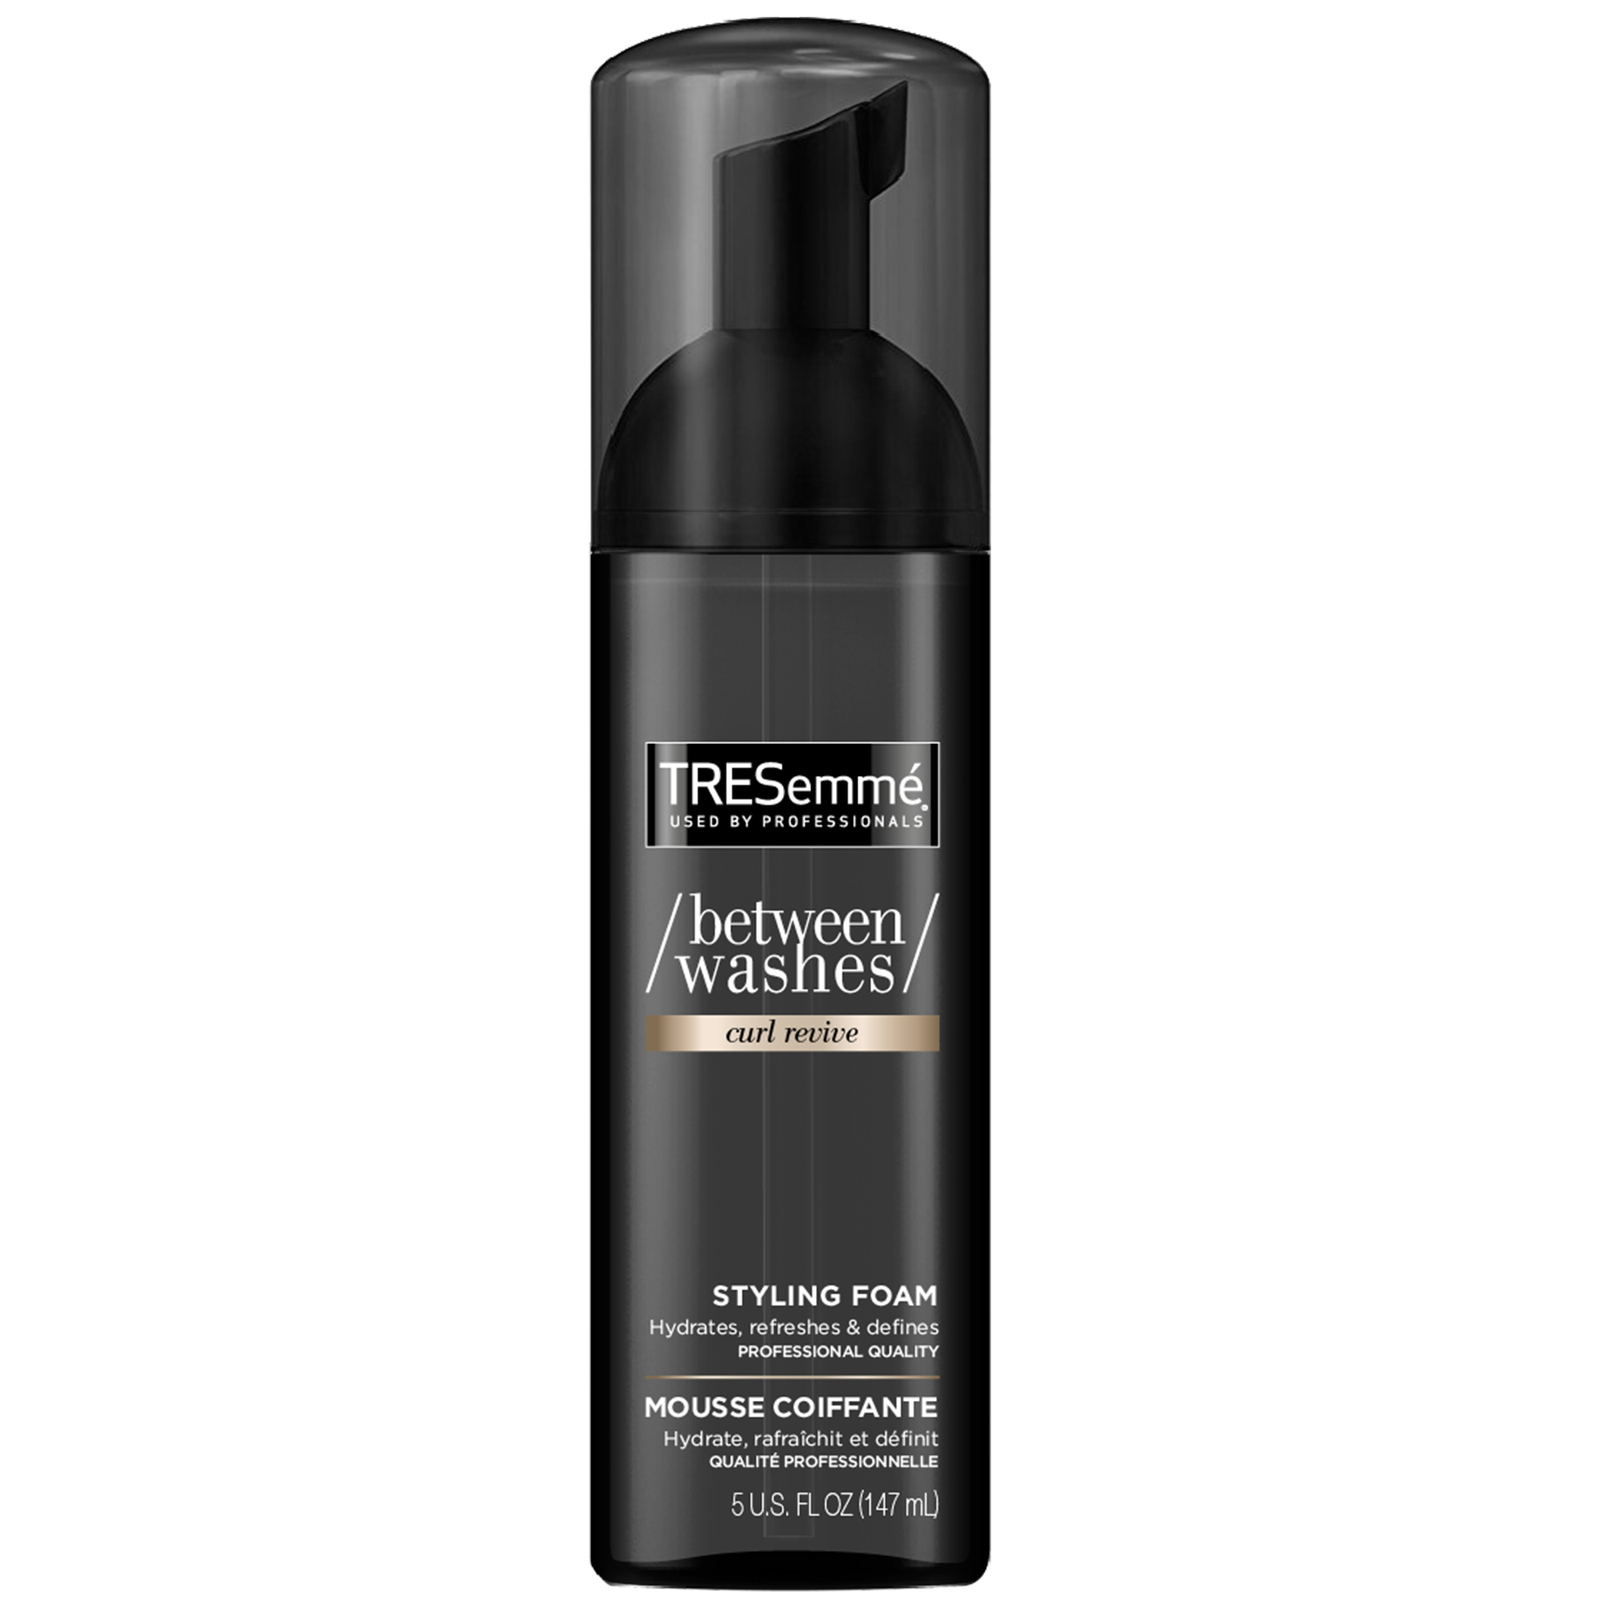 TRESemmé®
USED BY PROFESSIONALS
/between/
/washes/
curl revive
STYLING FOAM
Hydrates, refreshes & defines
PROFESSIONAL QUALITY
MOUSSE COIFFANTE
Hydrate, rafraîchit et définit
QUALITÉ PROFESSIONNELLE
5 U.S. FL OZ (147 mL)